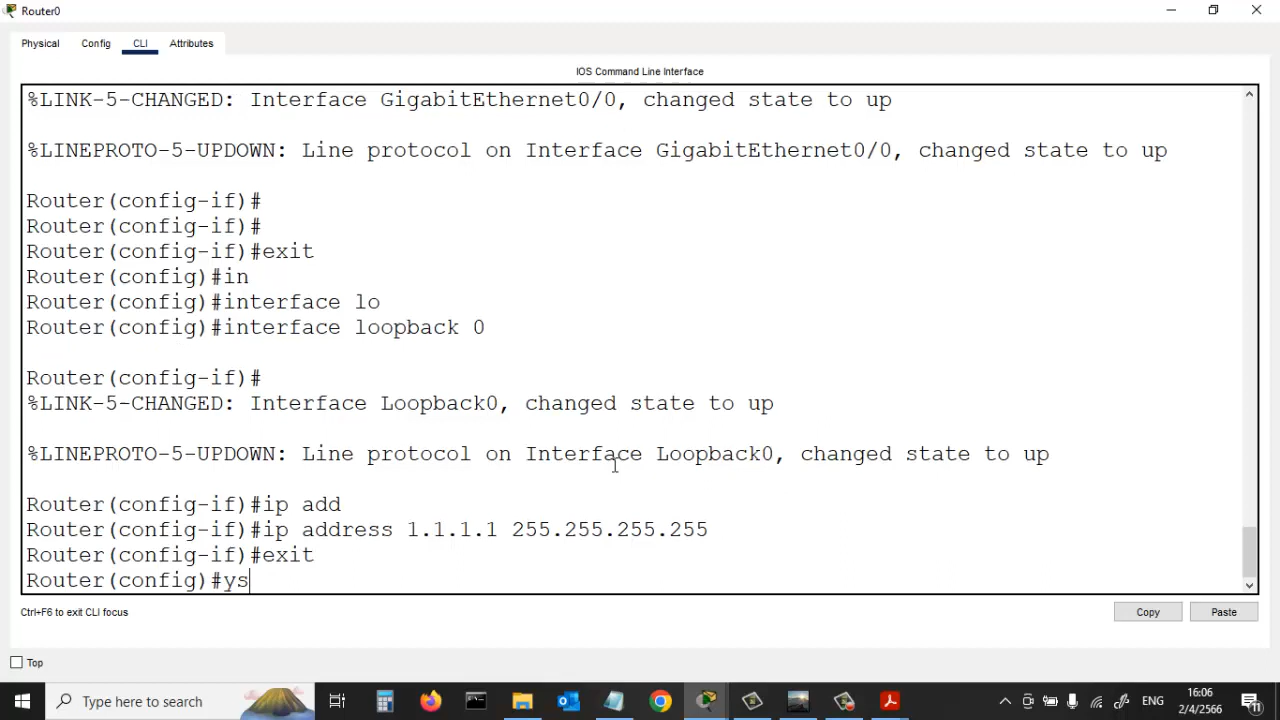 Router0
Physical Config CLI Attributes
IOS Command Line Interface
%LINK-5-CHANGED: Interface GigabitEthernet0/0, changed state to up
%LINEPROTO-5-UPDOWN: Line protocol on Interface GigabitEthernet0/0, changed state to up
Router(config-if)#
Router(config-if)#
Router(config-if)#exit
Router(config)#in
Router(config)#interface lo
Router(config)#interface loopback 0
Router(config-if)#
%LINK-5-CHANGED: Interface Loopback0, changed state to up
%LINEPROTO-5-UPDOWN: Line protocol on Interface Loopback0, changed state to up
Router(config-if)#ip add
Router(config-if)#ip address 1.1.1.1 255.255.255.255
Router(config-if)#exit
Router(config)#ys
Ctrl+F6 to exit CLI focus
Copy Paste
Top
Type here to search
ENG
16:06
2/4/2566
11